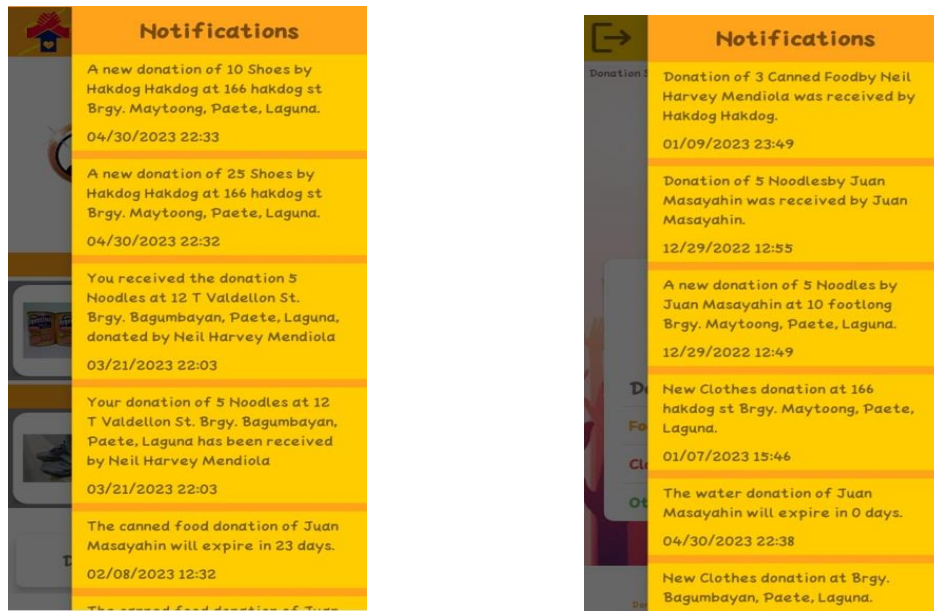 Notifications
A new donation of 10 Shoes by
Hakdog Hakdog at 166 hakdog st
Brgy. Maytoong, Paete, Laguna.
04/30/2023 22:33
A new donation of 25 Shoes by
Hakdog Hakdog at 166 hakdog st
Brgy. Maytoong, Paete, Laguna.
04/30/2023 22:32
You received the donation 5
Noodles at 12 T Valdellon St.
Brgy. Bagumbayan, Paete, Laguna,
donated by Neil Harvey Mendiola
03/21/2023 22:03
Your donation of 5 Noodles at 12
T Valdellon St. Brgy. Bagumbayan,
Paete, Laguna has been received
by Neil Harvey Mendiola
03/21/2023 22:03
The canned food donation of Juan
Masayahin will expire in 23 days.
02/08/2023 12:32
The canned food donation of Juan
Notifications
Donation
Donation of 3 Canned Foodby Neil
Harvey Mendiola was received by
Hakdog Hakdog.
01/09/2023 23:49
Donation of 5 Noodlesby Juan
Masayahin was received by Juan
Masayahin.
12/29/2022 12:55
A new donation of 5 Noodles by
Juan Masayahin at 10 footlong
Brgy. Maytoong, Paete, Laguna.
12/29/2022 12:49
New Clothes donation at 166
hakdog st Brgy. Maytoong, Paete,
Laguna.
01/07/2023 15:46
The water donation of Juan
Masayahin will expire in 0 days.
04/30/2023 22:38
New Clothes donation at Brgy.
Bagumbayan, Paete, Laguna.